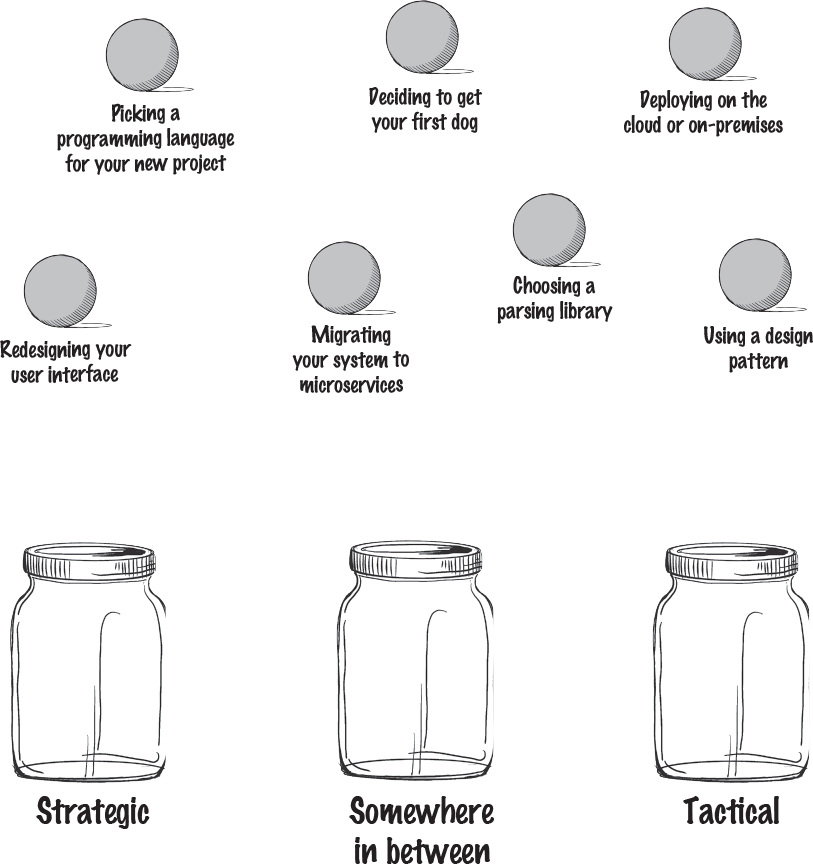 Picking a
programming language
for your new project
Deciding to get
your first dog
Deploying on the
cloud or on-premises
Redesigning your
user interface
Migrating
your system to
microservices
Choosing a
parsing library
Using a design
pattern
Strategic
Somewhere
in between
Tactical